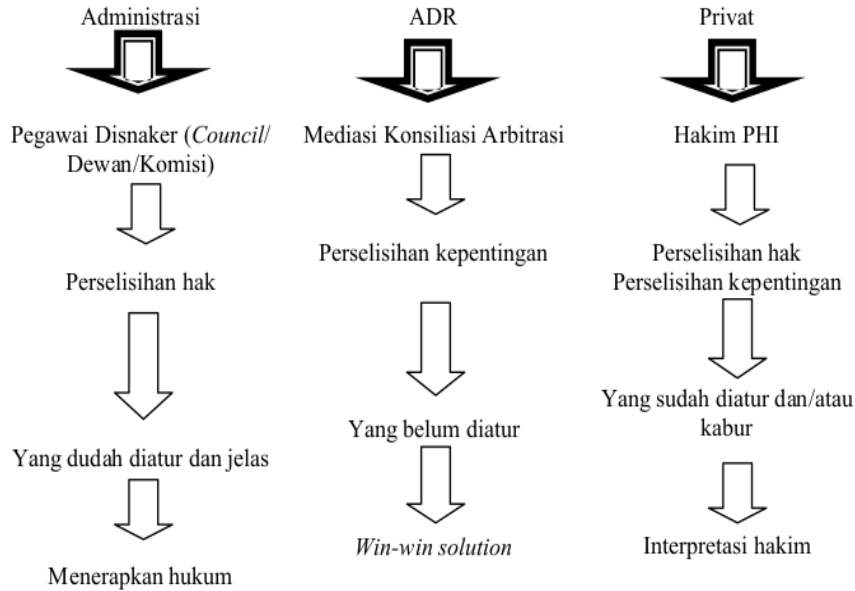 Administrasi
Pegawai Disnaker (Council/
Dewan/Komisi)
Perselisihan hak
Yang dudah diatur dan jelas
Menerapkan hukum
ADR
Mediasi Konsiliasi Arbitrasi
Perselisihan kepentingan
Yang belum diatur
Win-win solution
Privat
Hakim PHI
Perselisihan hak
Perselisihan kepentingan
Yang sudah diatur dan/atau
kabur
Interpretasi hakim